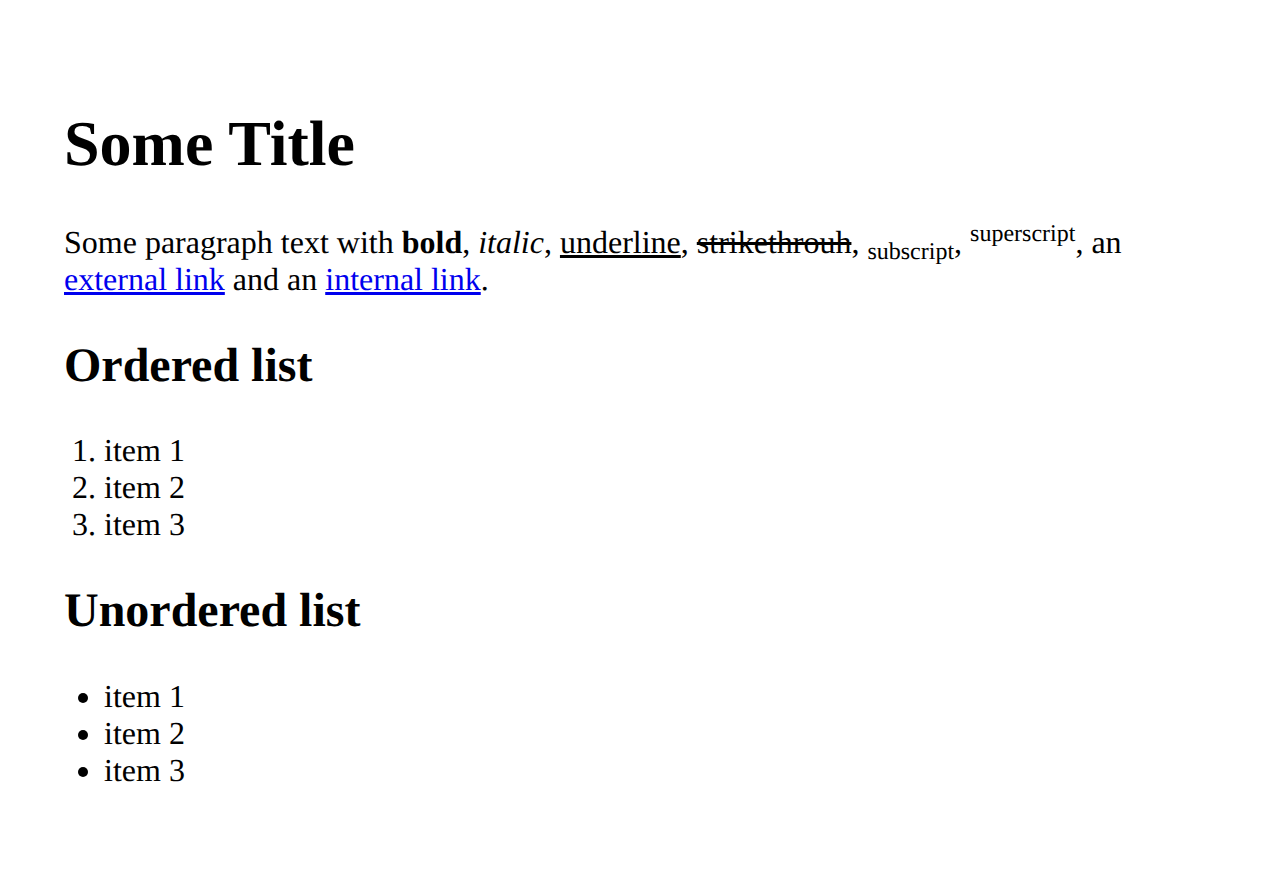 Some Title
Some paragraph text with bold, italic, underline, strikethrouh, subscript, superscript, an
external link and an internal link.
Ordered list
1. item 1
2. item 2
3. item 3
Unordered list
• item 1
• item 2
• item 3